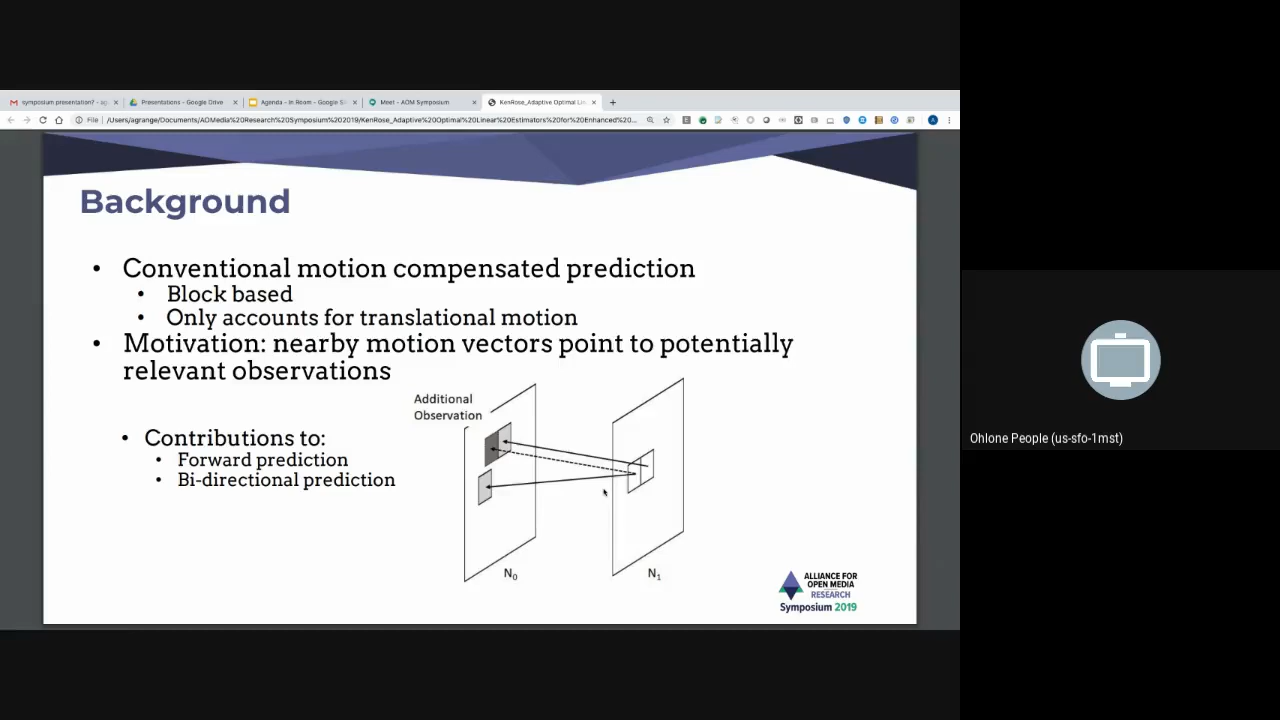 symposium presentation? - ag
Presentations - Google Drive
Agenda - In Room - Google S
Meet - AOM Symposium
KenRose_Adaptive Optimal Lin
File
/Users/agrange/Documents/AOMedia%20Research%20Symposium%202019/KenRose_Adaptive%20Optimal%20Linear%20Estimators%20for%20Enhanced%20...
Background
• Conventional motion compensated prediction
• Block based
• Only accounts for translational motion
• Motivation: nearby motion vectors point to potentially
relevant observations
Additional
Observation
• Contributions to:
• Forward prediction
• Bi-directional prediction
N0
N1
ALLIANCE FOR
OPEN MEDIA
RESEARCH
Symposium 2019
Ohlone People (us-sfo-1mst)